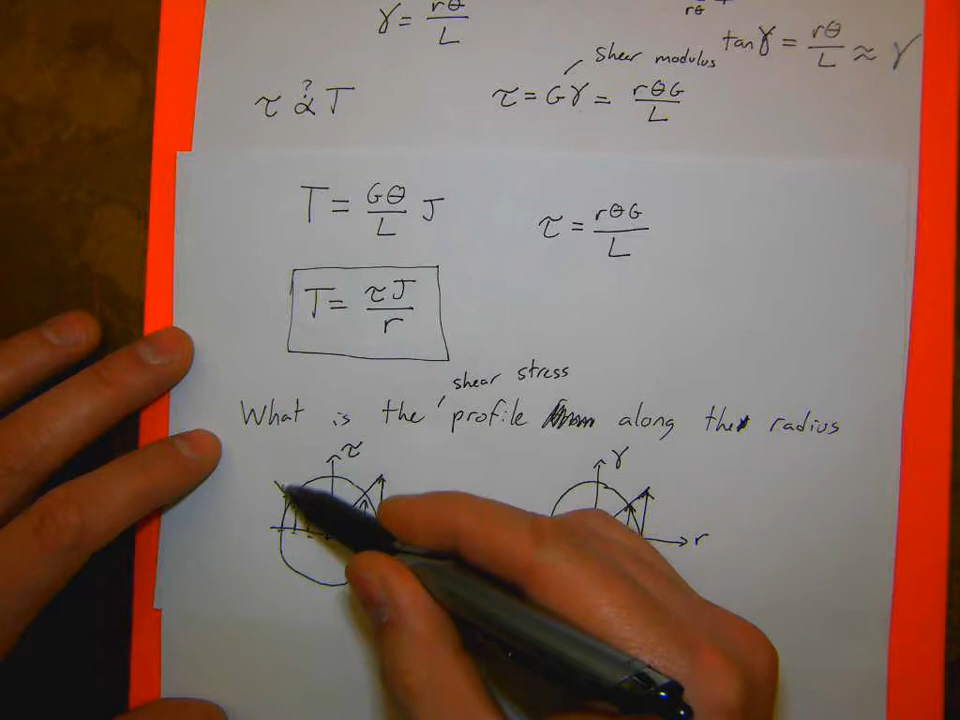 γ = rθ/L
rθ
tan γ = rθ/L ≈ γ
shear modulus
τ ∝? T
τ = Gγ = rθG/L
T = Gθ/L J
τ = rθG/L
T = τJ/r
shear stress
What is the profile along the radius
τ
γ
r